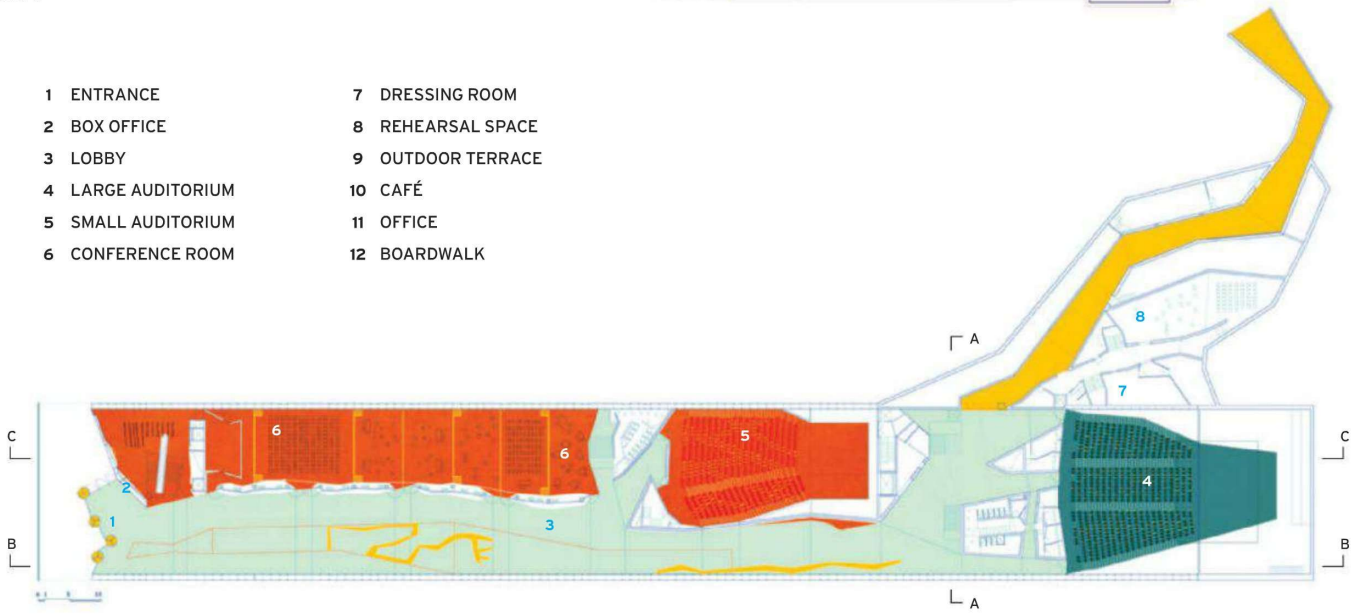 1 ENTRANCE
2 BOX OFFICE
3 LOBBY
4 LARGE AUDITORIUM
5 SMALL AUDITORIUM
6 CONFERENCE ROOM
7 DRESSING ROOM
8 REHEARSAL SPACE
9 OUTDOOR TERRACE
10 CAFÉ
11 OFFICE
12 BOARDWALK
8
A
7
C
6
5
C
6
4
2
1
3
B
B
A